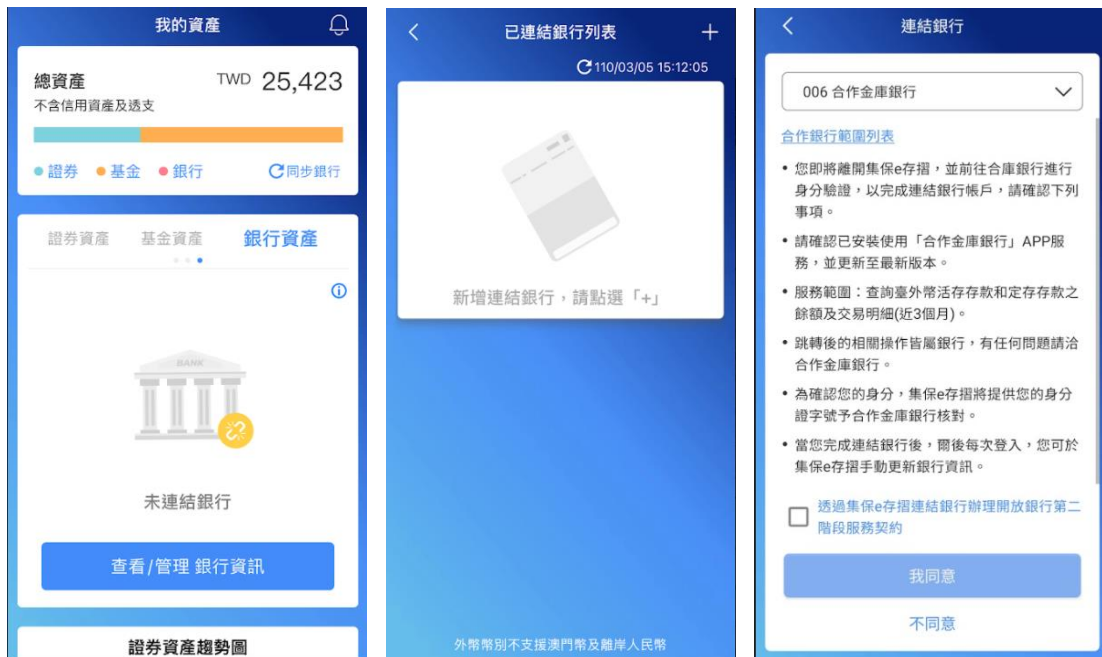 我的資產
總資產
TWD 25,423
不含信用資產及透支
證券 基金 銀行
同步銀行
證券資產 基金資產 銀行資產
BANK
未連結銀行
查看/管理 銀行資訊
證券資產趨勢圖
已連結銀行列表
110/03/05 15:12:05
新增連結銀行，請點選「+」
外幣幣別不支援澳門幣及離岸人民幣
連結銀行
006 合作金庫銀行
合作銀行範圍列表
• 您即將離開集保e存摺，並前往合庫銀行進行
身分驗證，以完成連結銀行帳戶，請確認下列
事項。
• 請確認已安裝使用「合作金庫銀行」APP服
務，並更新至最新版本。
• 服務範圍：查詢臺外幣活存存款和定存存款之
餘額及交易明細(近3個月)。
• 跳轉後的相關操作皆屬銀行，有任何問題請洽
合作金庫銀行。
• 為確認您的身分，集保e存摺將提供您的身分
證字號予合作金庫銀行核對。
• 當您完成連結銀行後，爾後每次登入，您可於
集保e存摺手動更新銀行資訊。
透過集保e存摺連結銀行辦理開放銀行第二
階段服務契約
我同意
不同意